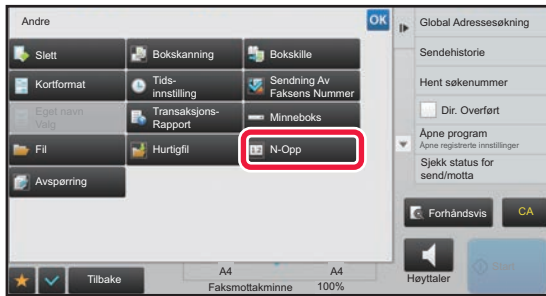 Andre
OK
Slett
Bokskanning
Bokskille
Kortformat
Tids-
innstilling
Sendning Av
Faksens Nummer
Eget navn
Valg
Transaksjons-
Rapport
Minneboks
Fil
Hurtigfil
N-Opp
Avspørring
Tilbake
A4
A4
Faksmottakminne
100%
Global Adressesøkning
Sendehistorie
Hent søkenummer
Dir. Overført
Åpne program
Åpne registrerte innstillinger
Sjekk status for
send/motta
Forhåndsvis
CA
Høyttaler
Start